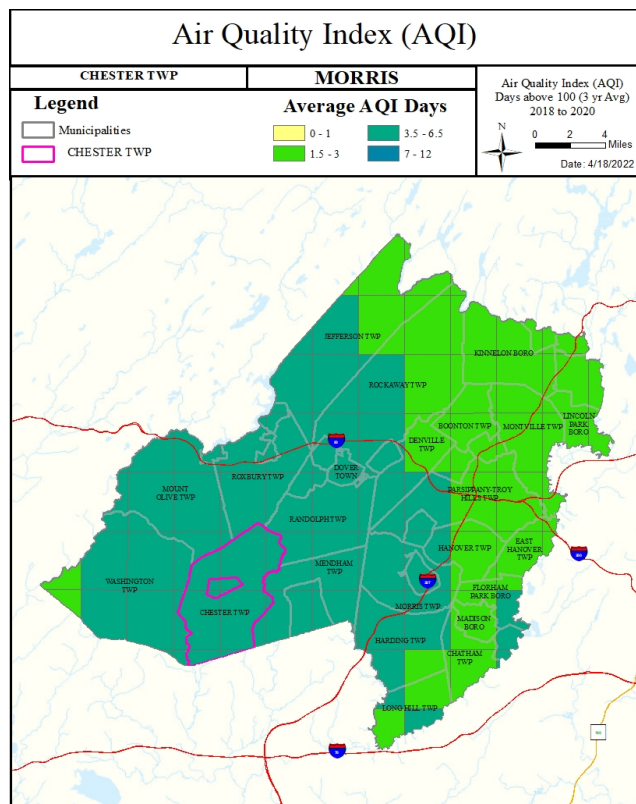 Air Quality Index (AQI)
CHESTER TWP
MORRIS
Legend
Municipalities
CHESTER TWP
Average AQI Days
0 - 1
3.5 - 6.5
1.5 - 3
7 - 12
Air Quality Index (AQI)
Days above 100 (3 yr Avg)
2018 to 2020
N
0 2 4
Miles
Date: 4/18/2022
JEFFERSON TWP
KINNELON BORO
ROCKAWAY TWP
LINCOLN
PARK
BORO
BOONTON TWP
MONTVILLE TWP
DENVILLE
TWP
80
DOVER
TOWN
ROXBURY TWP
MOUNT
OLIVE TWP
PARSIPPANY-TROY
HILLS TWP
RANDOLPH TWP
HANOVER TWP
EAST
HANOVER
TWP
280
MENDHAM
TWP
WASHINGTON
TWP
287
FLORHAM
PARK BORO
CHESTER TWP
MORRIS TWP
MADISON
BORO
HARDING TWP
CHATHAM
TWP
LONG HILL TWP